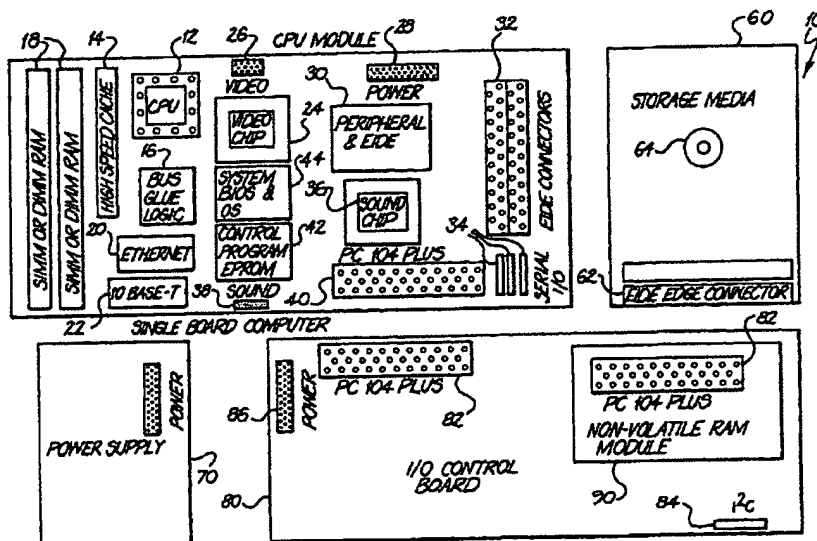 18
14
12
26
CPU MODULE
28
32
60
10
SIMM OR DIMM RAM
SIMM OR DIMM RAM
HIGH SPEED CACHE
CPU
VIDEO
VIDEO
CHIP
24
30
POWER
PERIPHERAL
& EIDE
EIDE CONNECTORS
STORAGE MEDIA
64
16
BUS
GLUE
LOGIC
SYSTEM
BIOS &
OS
44
36
SOUND
CHIP
20
ETHERNET
CONTROL
PROGRAM
EPROM
42
PC 104 PLUS
34
SERIAL
I/O
22
10 BASE-T
SOUND
38
40
62
EIDE EDGE CONNECTOR
SINGLE BOARD COMPUTER
POWER
POWER SUPPLY
70
86
POWER
PC 104 PLUS
82
80
I/O CONTROL
BOARD
82
PC 104 PLUS
NON-VOLATILE RAM
MODULE
90
84
I²C